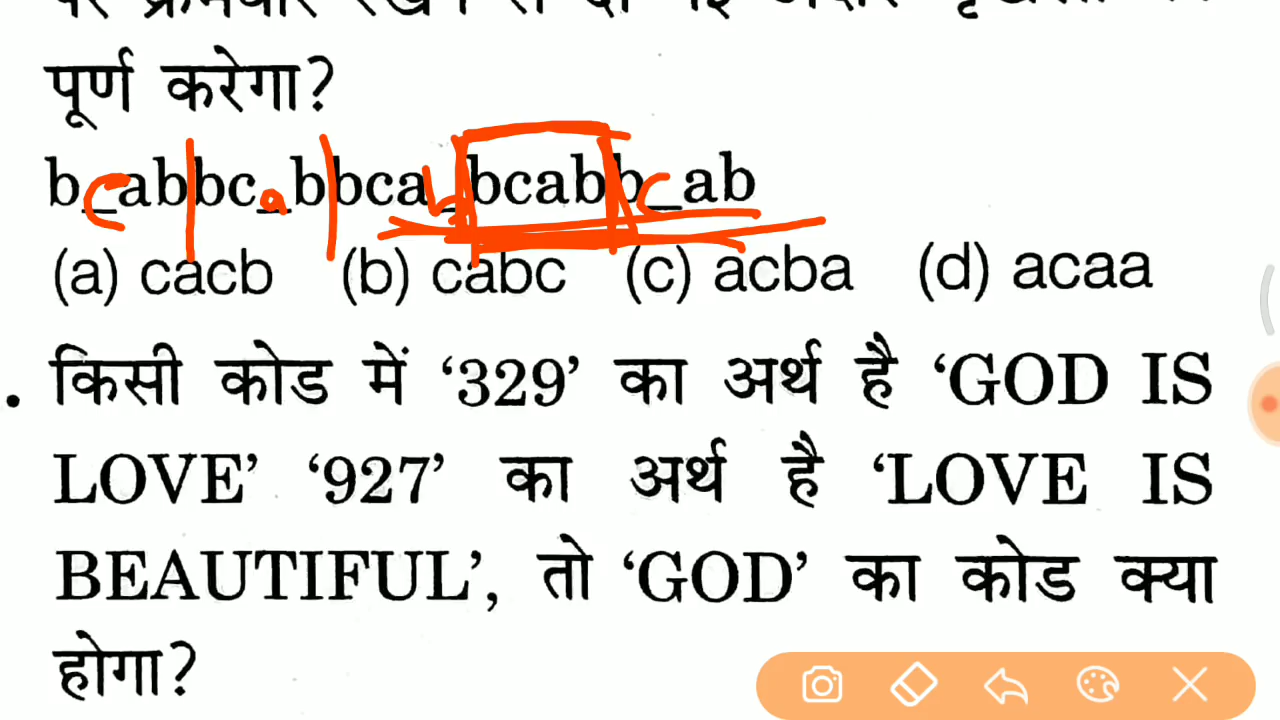 पूर्ण करेगा?
b_abbc_bbca_bcabb_ab
c a b c
(a) cacb (b) cabc (c) acba (d) acaa
. किसी कोड में ‘329’ का अर्थ है ‘GOD IS
LOVE’ ‘927’ का अर्थ है ‘LOVE IS
BEAUTIFUL’, तो ‘GOD’ का कोड क्या
होगा?